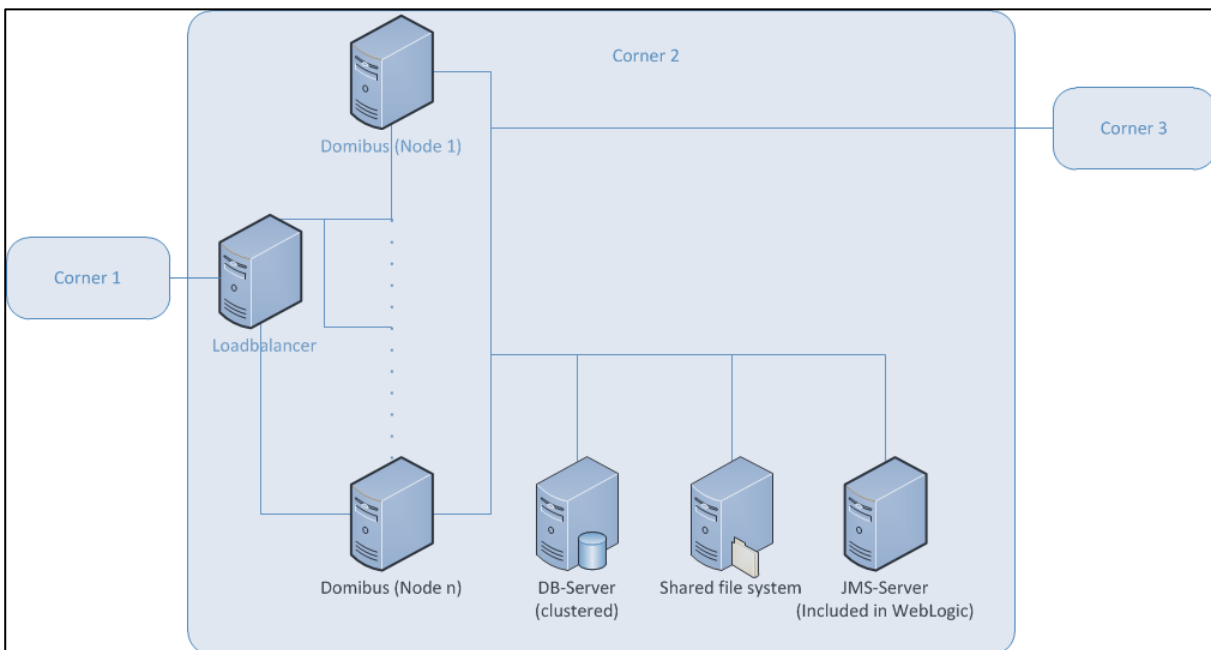 Corner 2
Domibus (Node 1)
Corner 3
Corner 1
Loadbalancer
Domibus (Node n)
DB-Server
(clustered)
Shared file system
JMS-Server
(Included in WebLogic)